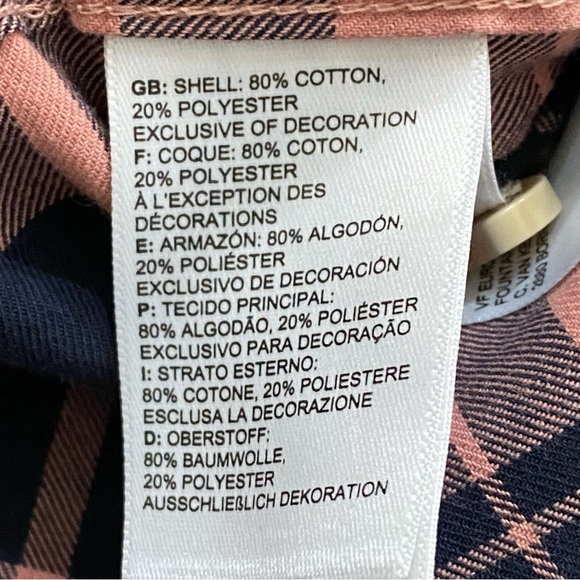 GB: SHELL: 80% COTTON,
20% POLYESTER
EXCLUSIVE OF DECORATION
F: COQUE: 80% COTON,
20% POLYESTER
À L'EXCEPTION DES
DÉCORATIONS
E: ARMAZÓN: 80% ALGODÓN,
20% POLIÉSTER
EXCLUSIVO DE DECORACIÓN
P: TECIDO PRINCIPAL:
80% ALGODÃO, 20% POLIÉSTER
EXCLUSIVO PARA DECORAÇÃO
I: STRATO ESTERNO:
80% COTONE, 20% POLIESTERE
ESCLUSA LA DECORAZIONE
D: OBERSTOFF:
80% BAUMWOLLE,
20% POLYESTER
AUSSCHLIEßLICH DEKORATION
VF
C. VAN